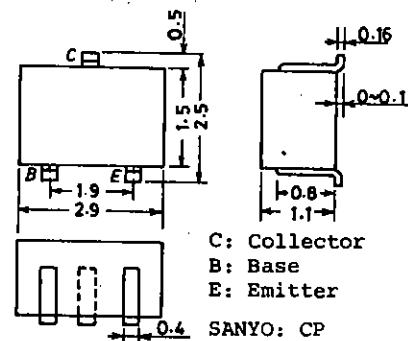 C
0.5
0.16
1.5
2.5
0~0.1
B
E
1.9
2.9
0.8
1.1
C: Collector
B: Base
E: Emitter
0.4
SANYO: CP